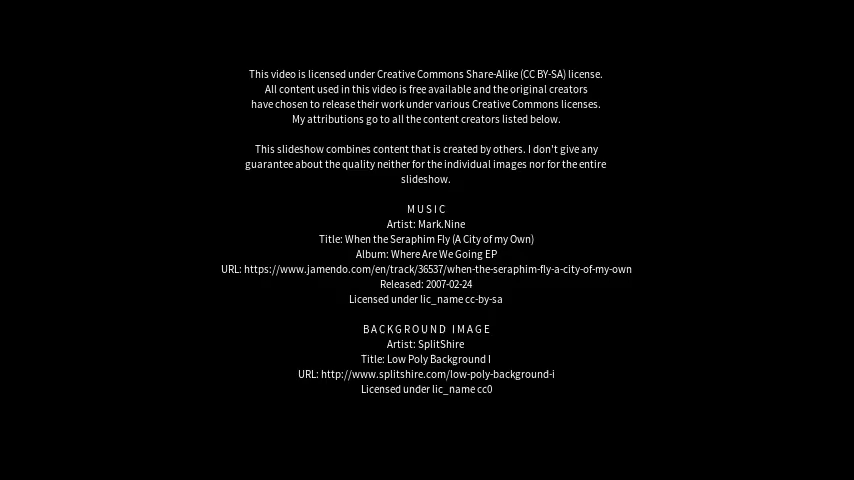 This video is licensed under Creative Commons Share-Alike (CC BY-SA) license.
All content used in this video is free available and the original creators
have chosen to release their work under various Creative Commons licenses.
My attributions go to all the content creators listed below.
This slideshow combines content that is created by others. I don't give any
guarantee about the quality neither for the individual images nor for the entire
slideshow.
MUSIC
Artist: Mark.Nine
Title: When the Seraphim Fly (A City of my Own)
Album: Where Are We Going EP
URL: https://www.jamendo.com/en/track/36537/when-the-seraphim-fly-a-city-of-my-own
Released: 2007-02-24
Licensed under lic_name cc-by-sa
BACKGROUND IMAGE
Artist: SplitShire
Title: Low Poly Background I
URL: http://www.splitshire.com/low-poly-background-i
Licensed under lic_name cc0